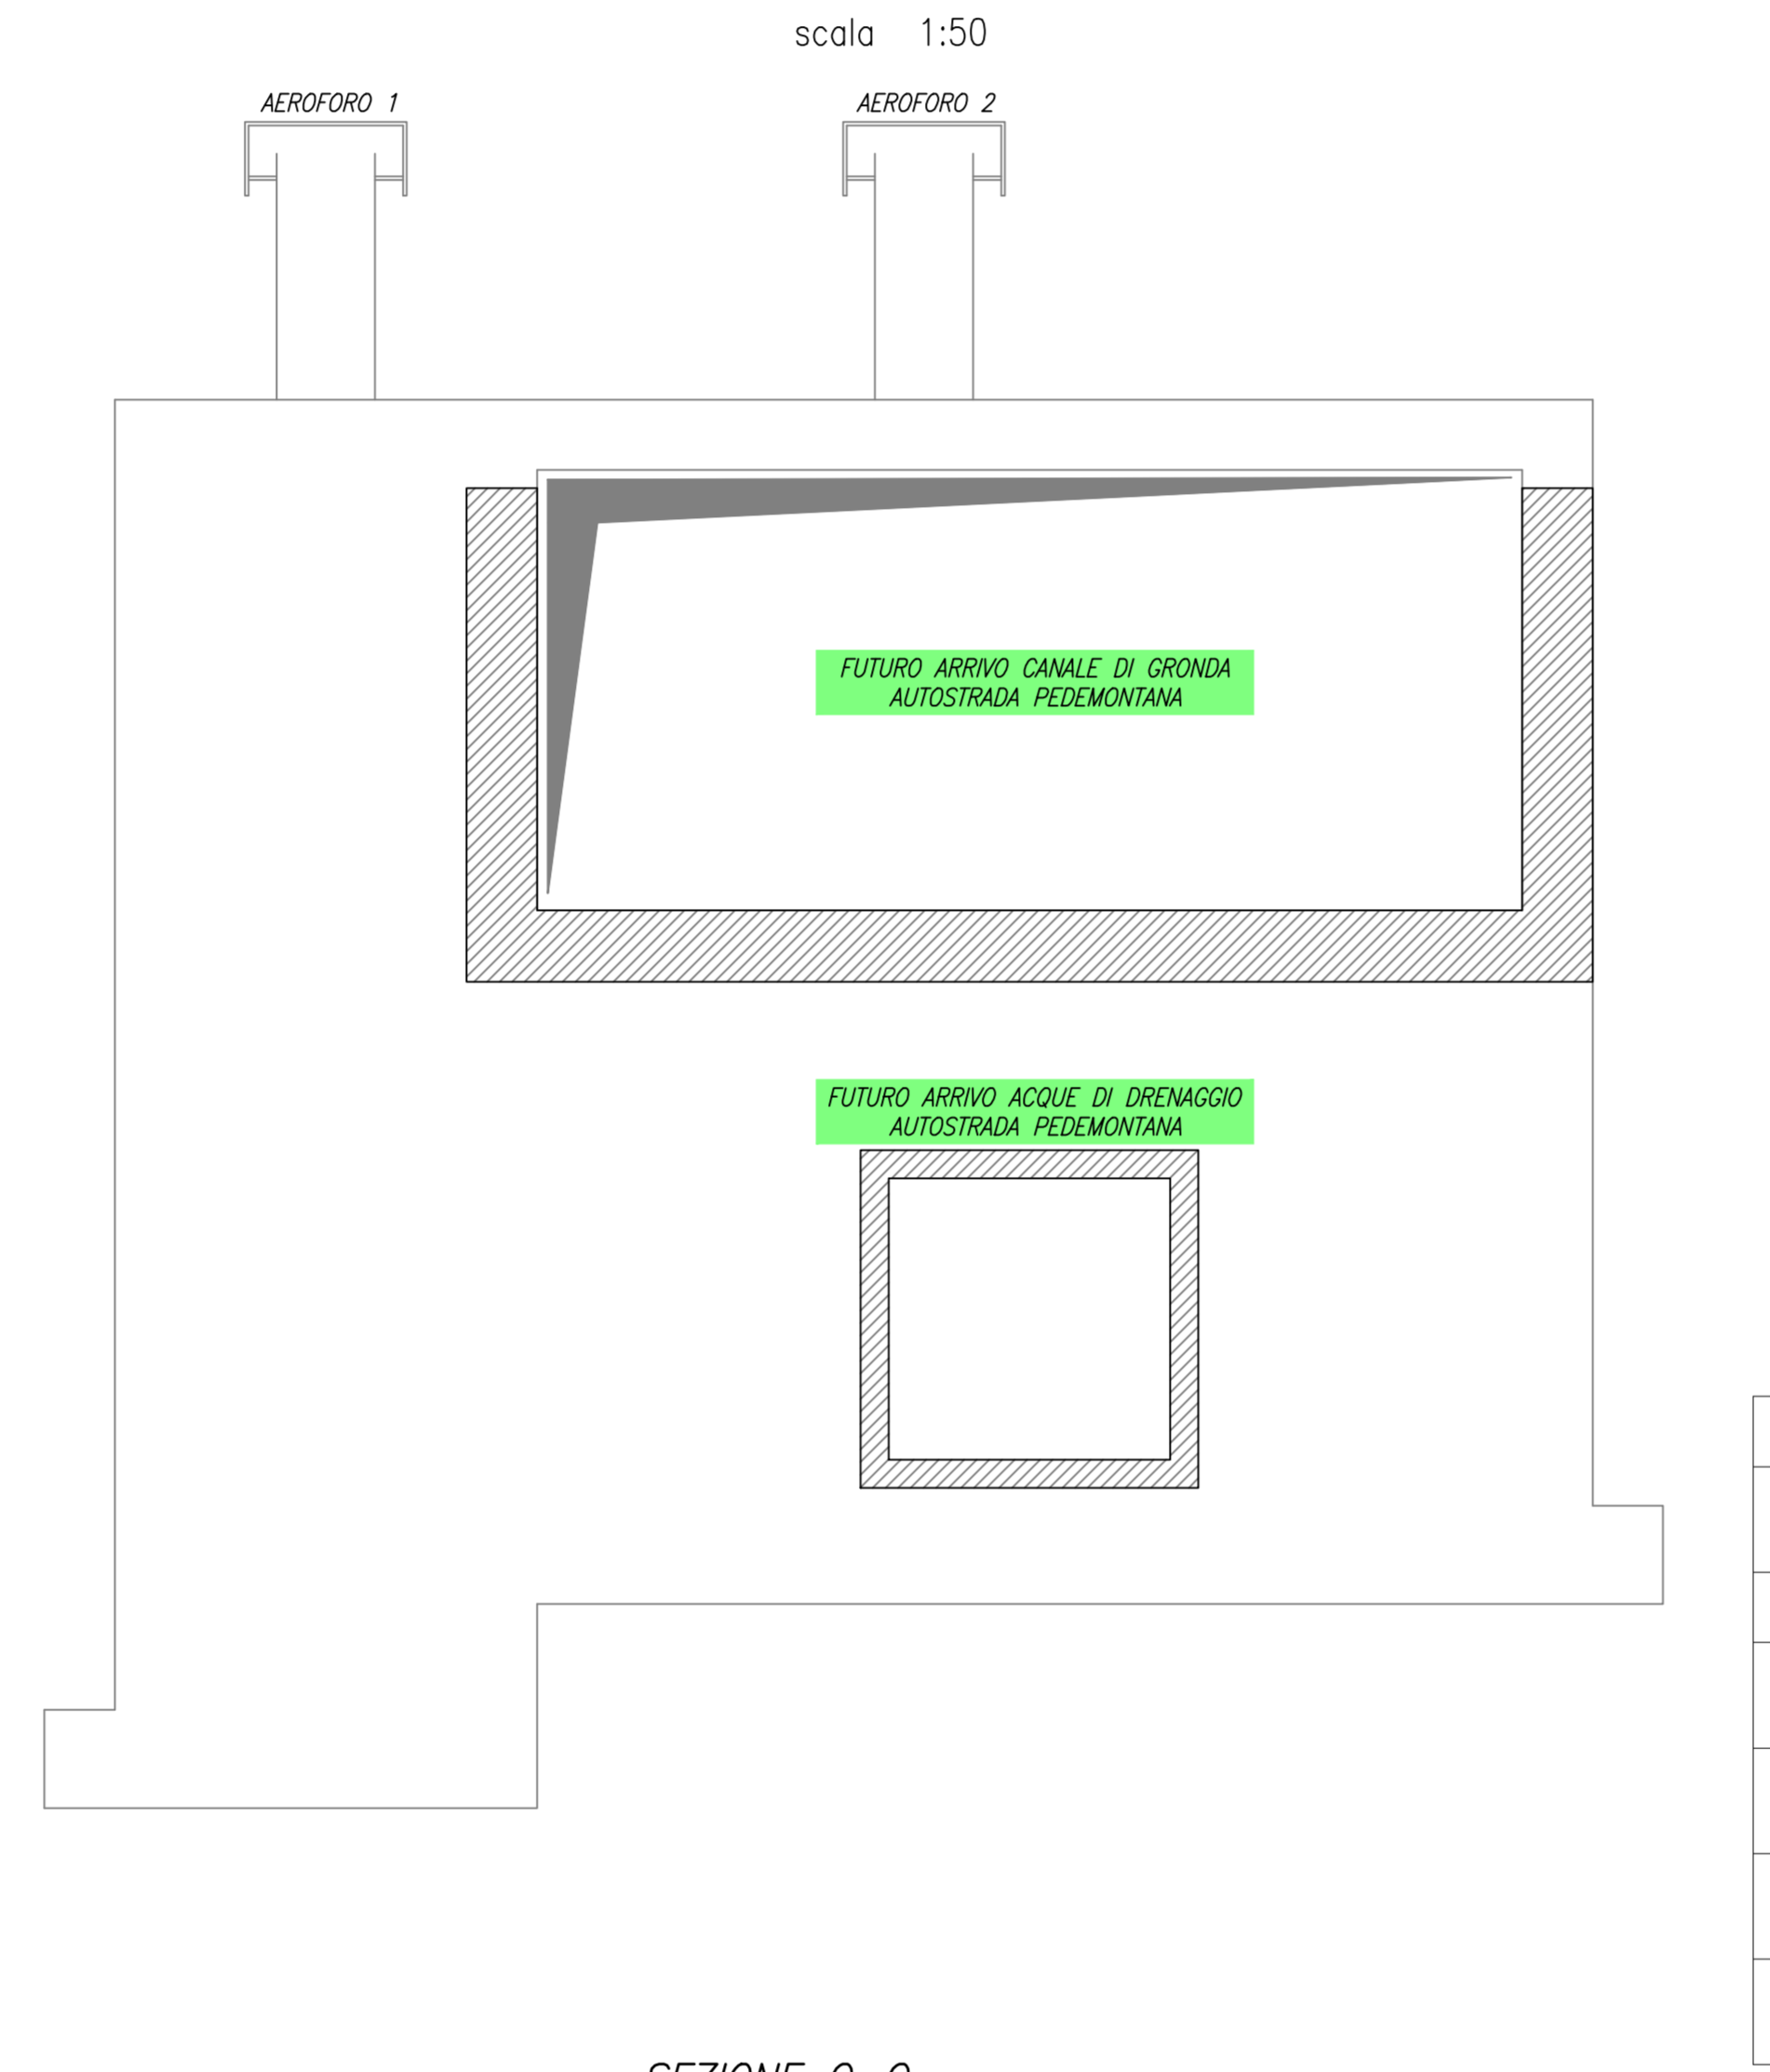 scala 1:50
AEROFORO 1
AEROFORO 2
FUTURO ARRIVO CANALE DI GRONDA
AUTOSTRADA PEDEMONTANA
FUTURO ARRIVO ACQUE DI DRENAGGIO
AUTOSTRADA PEDEMONTANA
SEZIONE